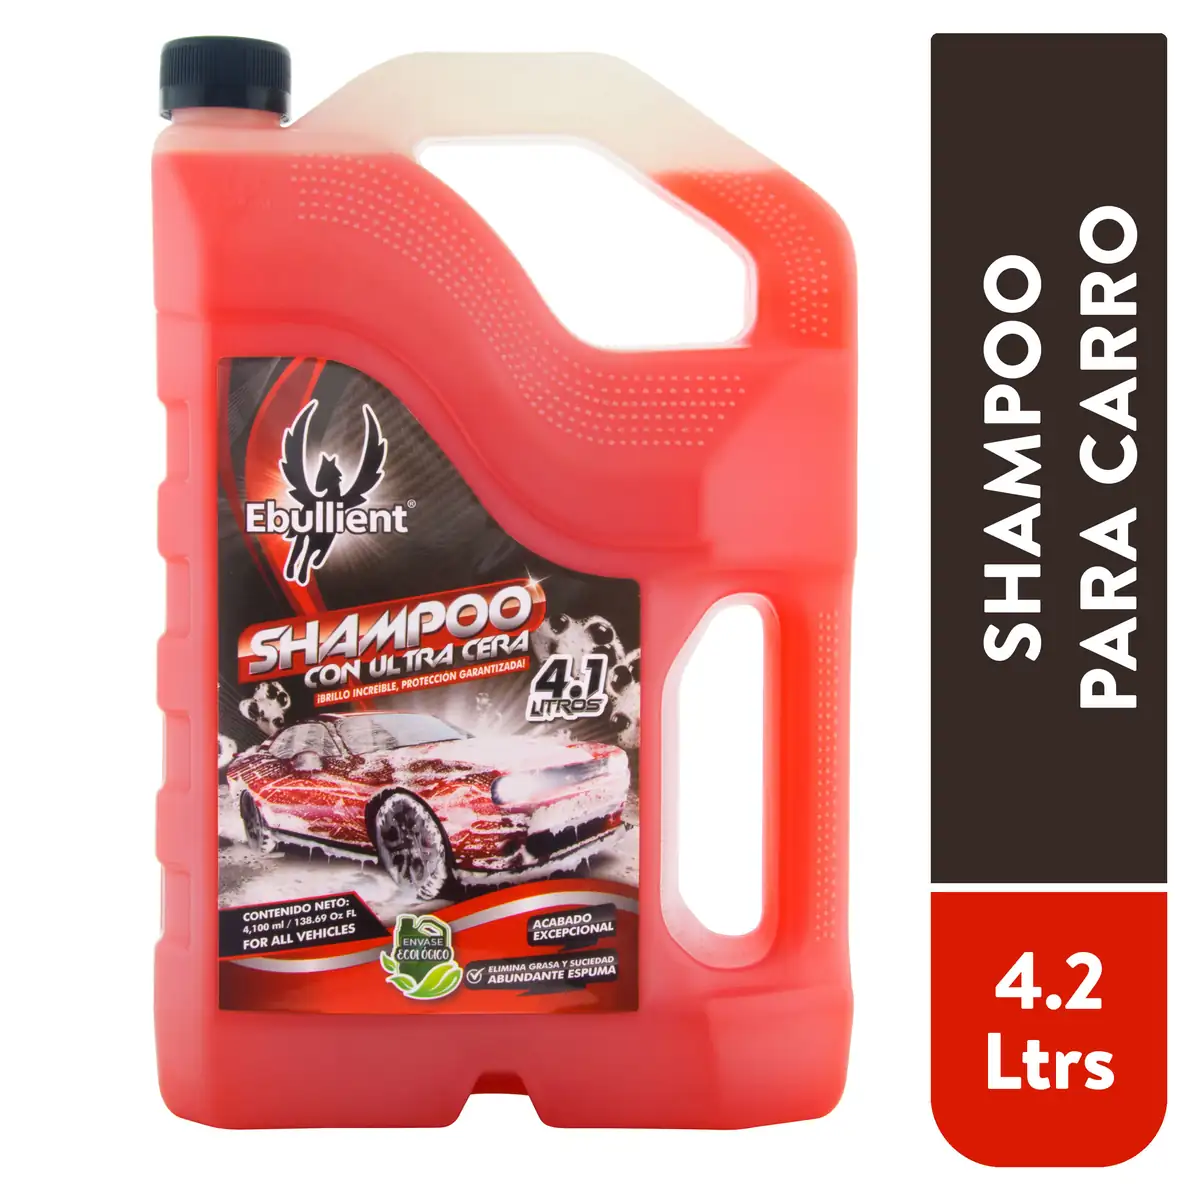 Ebullient®
SHAMPOO
CON ULTRA CERA
¡BRILLO INCREÍBLE, PROTECCIÓN GARANTIZADA!
4.1
LITROS
CONTENIDO NETO:
4,100 ml / 138.69 Oz FL
FOR ALL VEHICLES
ENVASE
ECOLÓGICO
ACABADO
EXCEPCIONAL
ELIMINA GRASA Y SUCIEDAD
ABUNDANTE ESPUMA
SHAMPOO
PARA CARRO
4.2
Ltrs